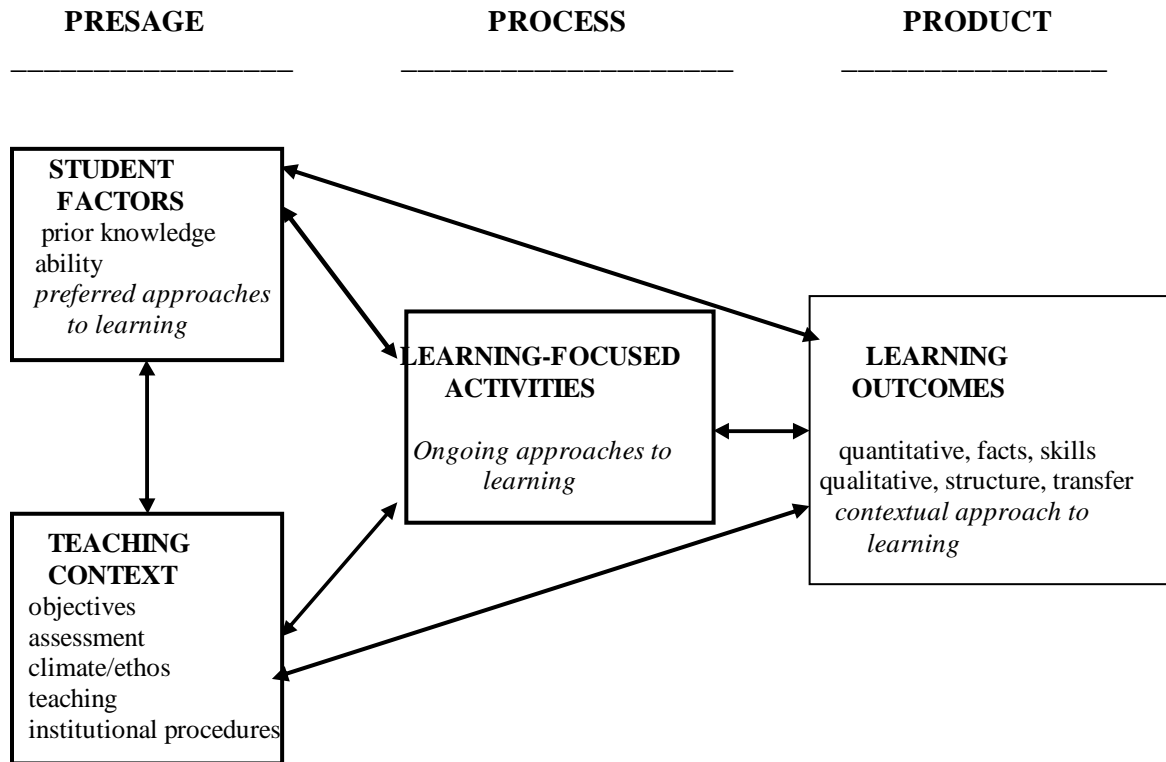 PRESAGE PROCESS PRODUCT
STUDENT
FACTORS
prior knowledge
ability
preferred approaches
to learning
LEARNING-FOCUSED
ACTIVITIES
Ongoing approaches to
learning
LEARNING
OUTCOMES
quantitative, facts, skills
qualitative, structure, transfer
contextual approach to
learning
TEACHING
CONTEXT
objectives
assessment
climate/ethos
teaching
institutional procedures